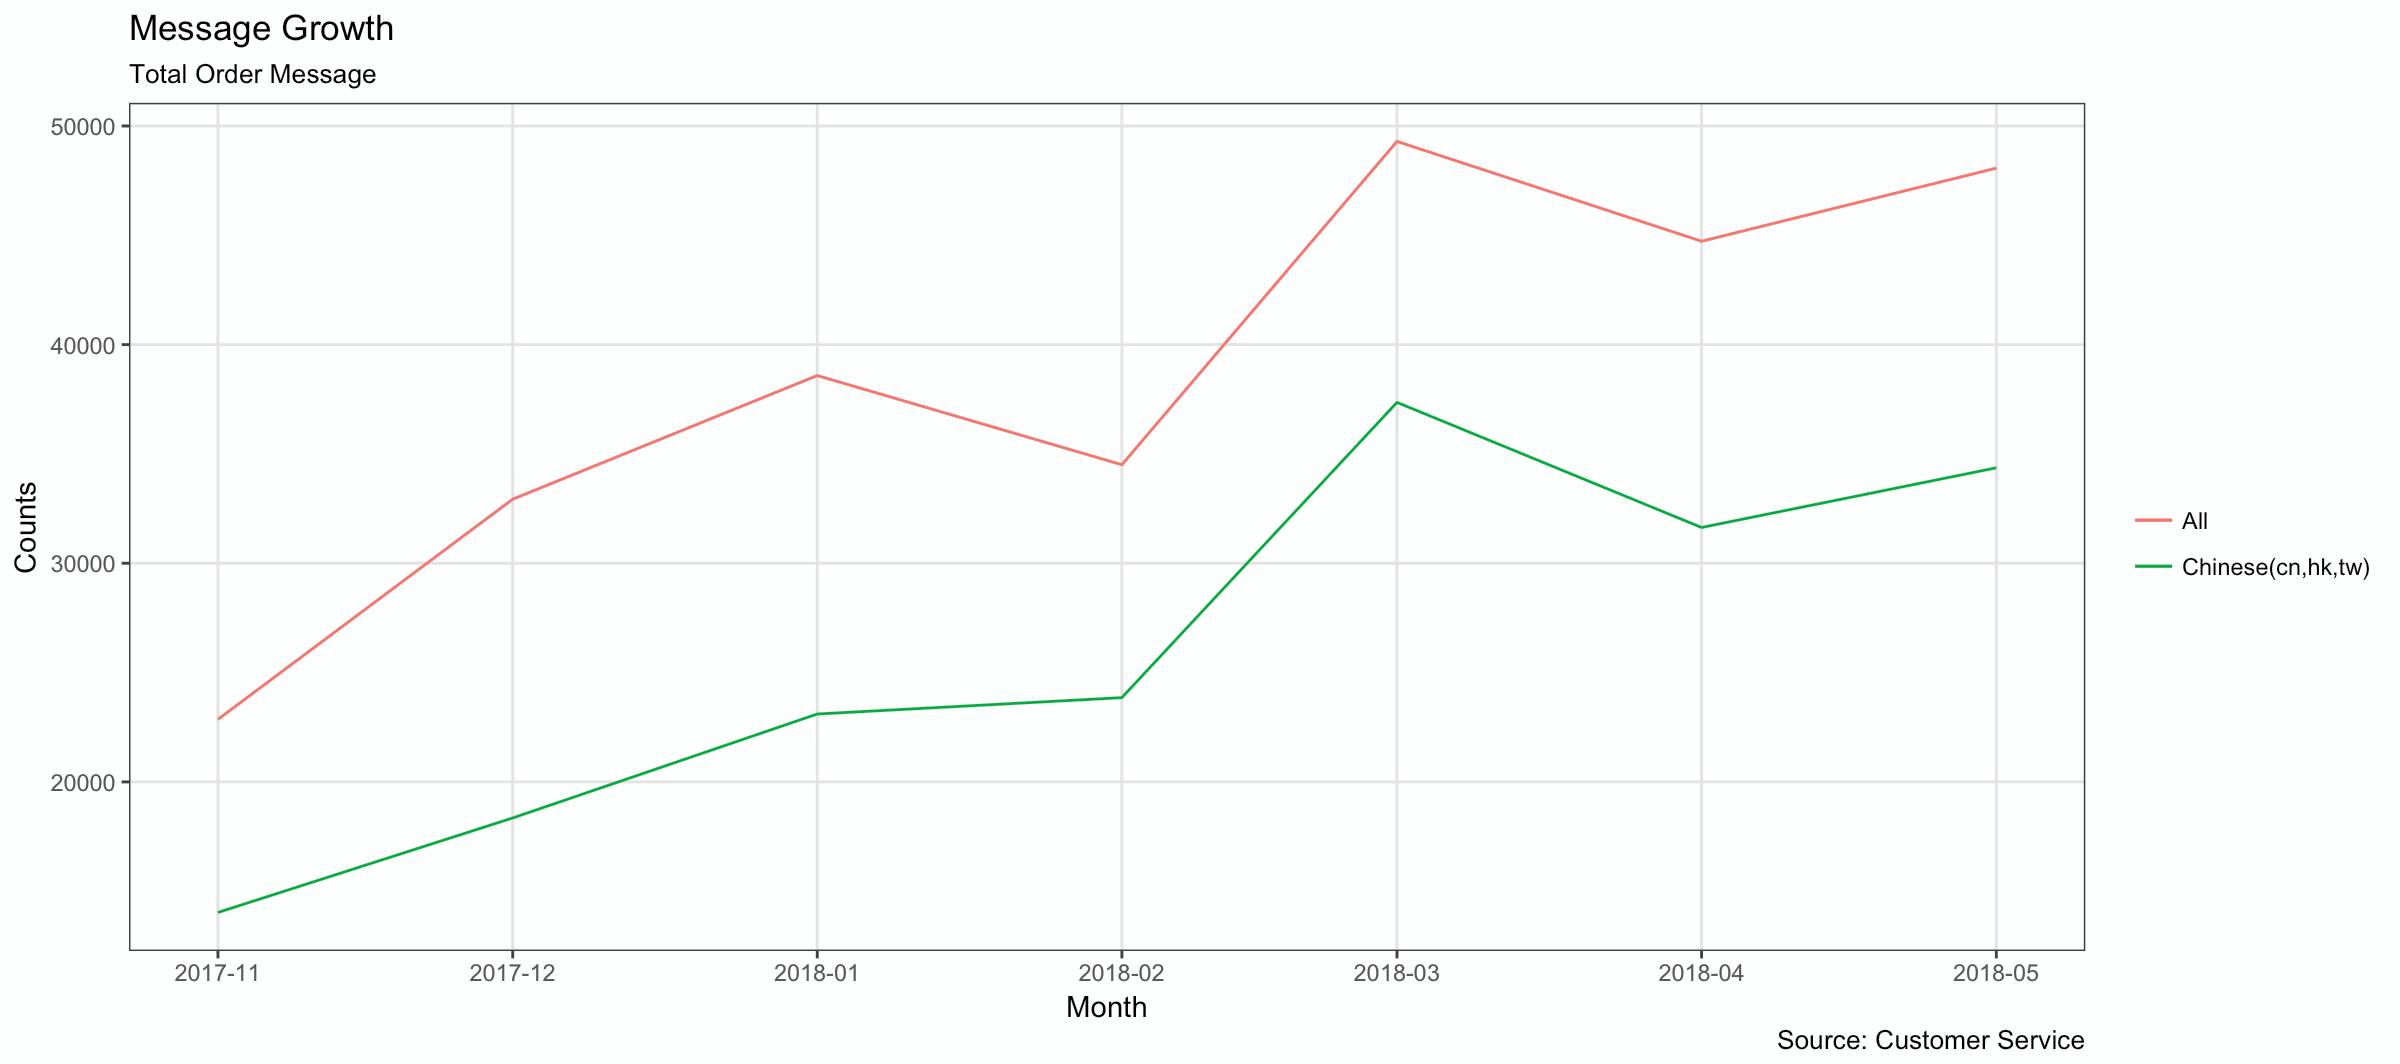 Message Growth
Total Order Message
50000
40000
30000
20000
Counts
2017-11 2017-12 2018-01 2018-02 2018-03 2018-04 2018-05
Month
All
Chinese(cn,hk,tw)
Source: Customer Service